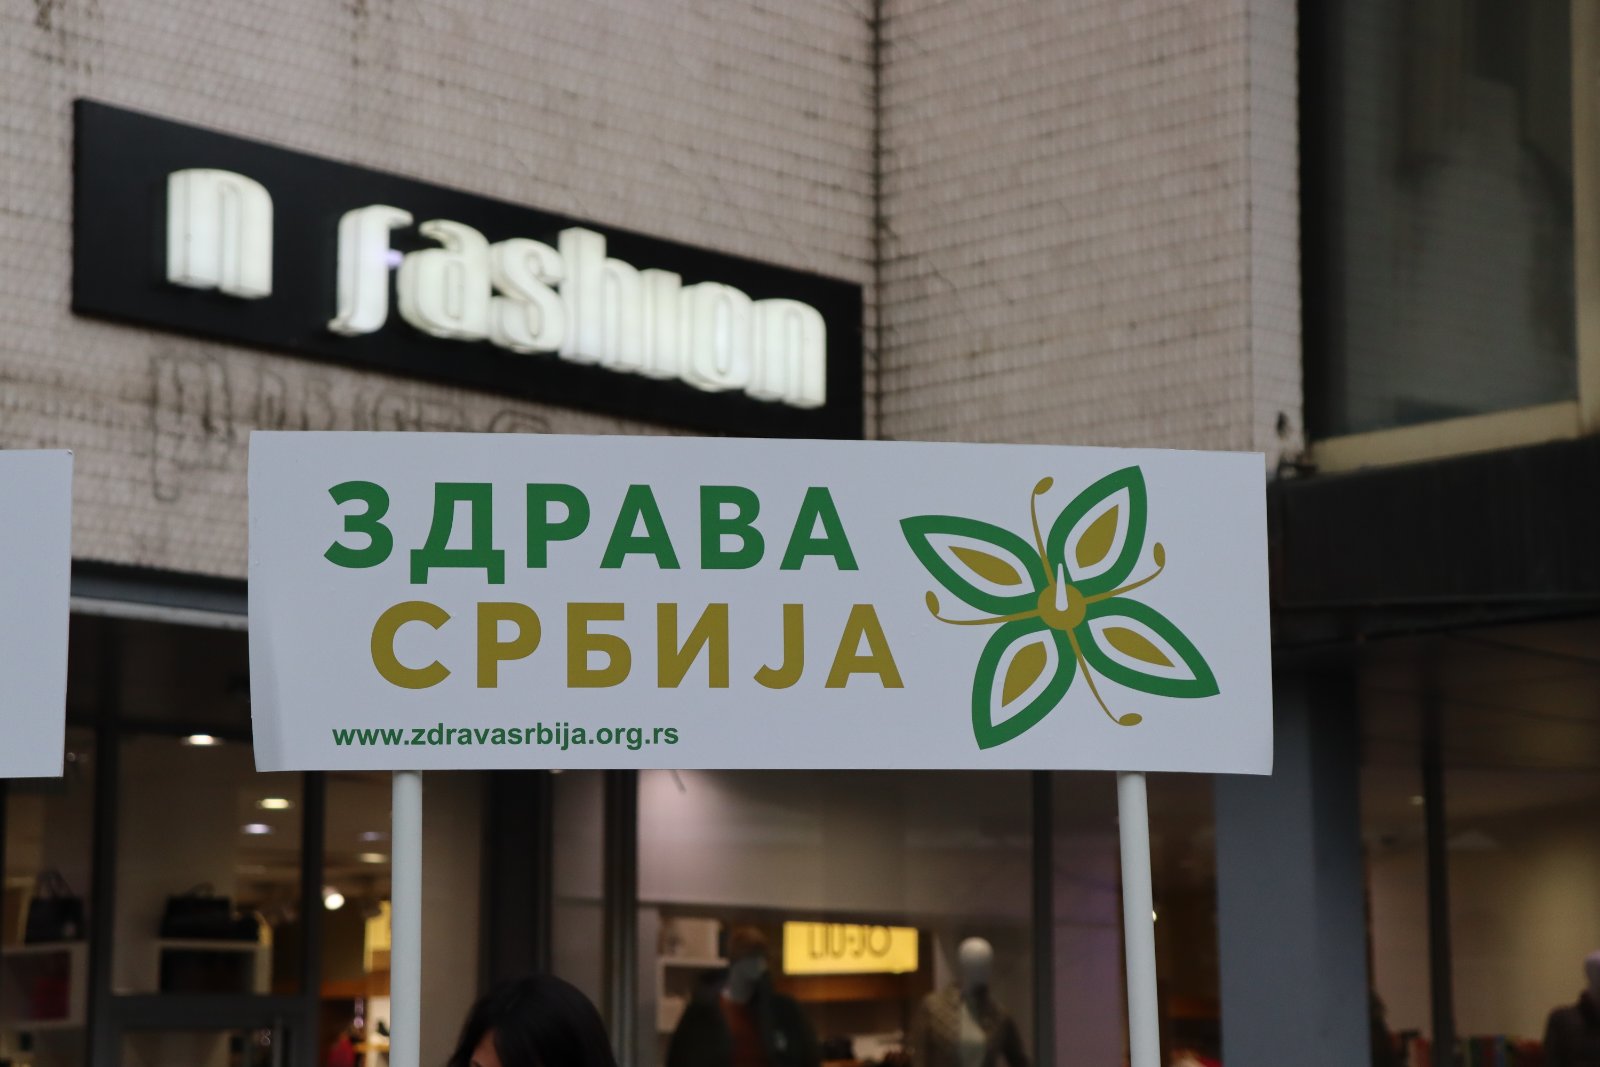 n fashion
ЗДРАВА
СРБИЈА
www.zdravasrbija.org.rs
LIU·JO